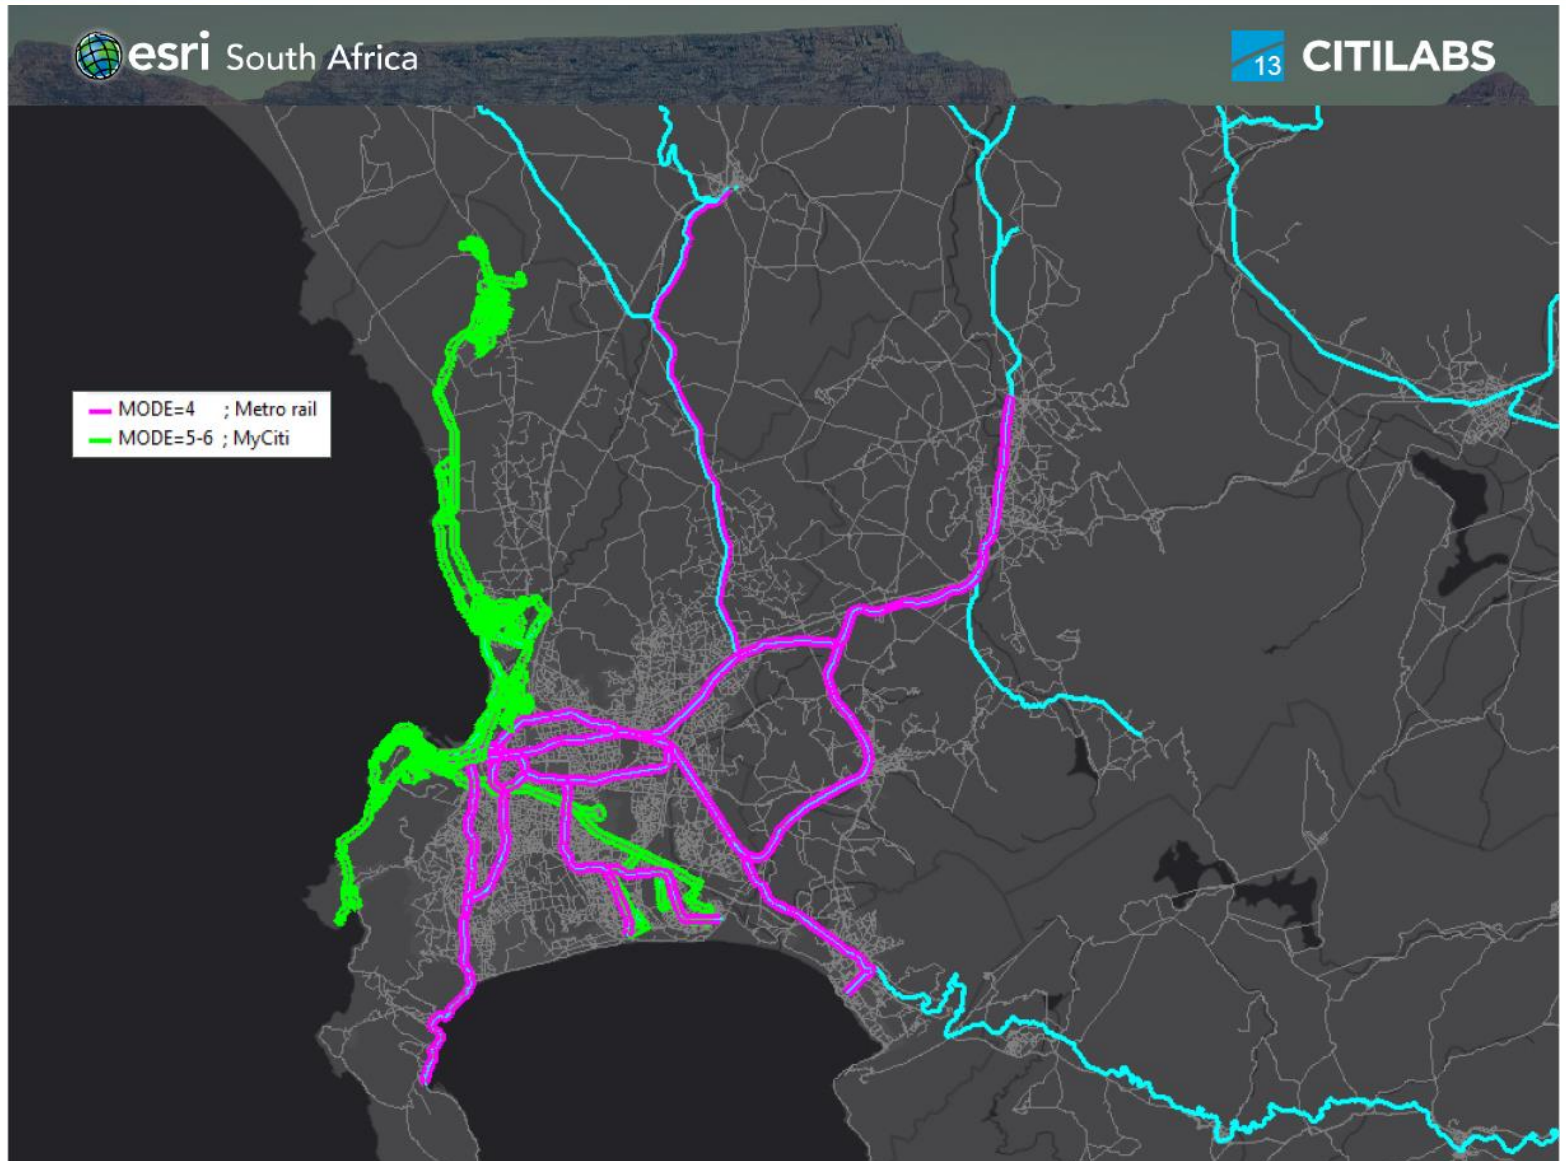 esri South Africa
13 CITILABS
MODE=4 ; Metro rail
MODE=5-6 ; MyCiti